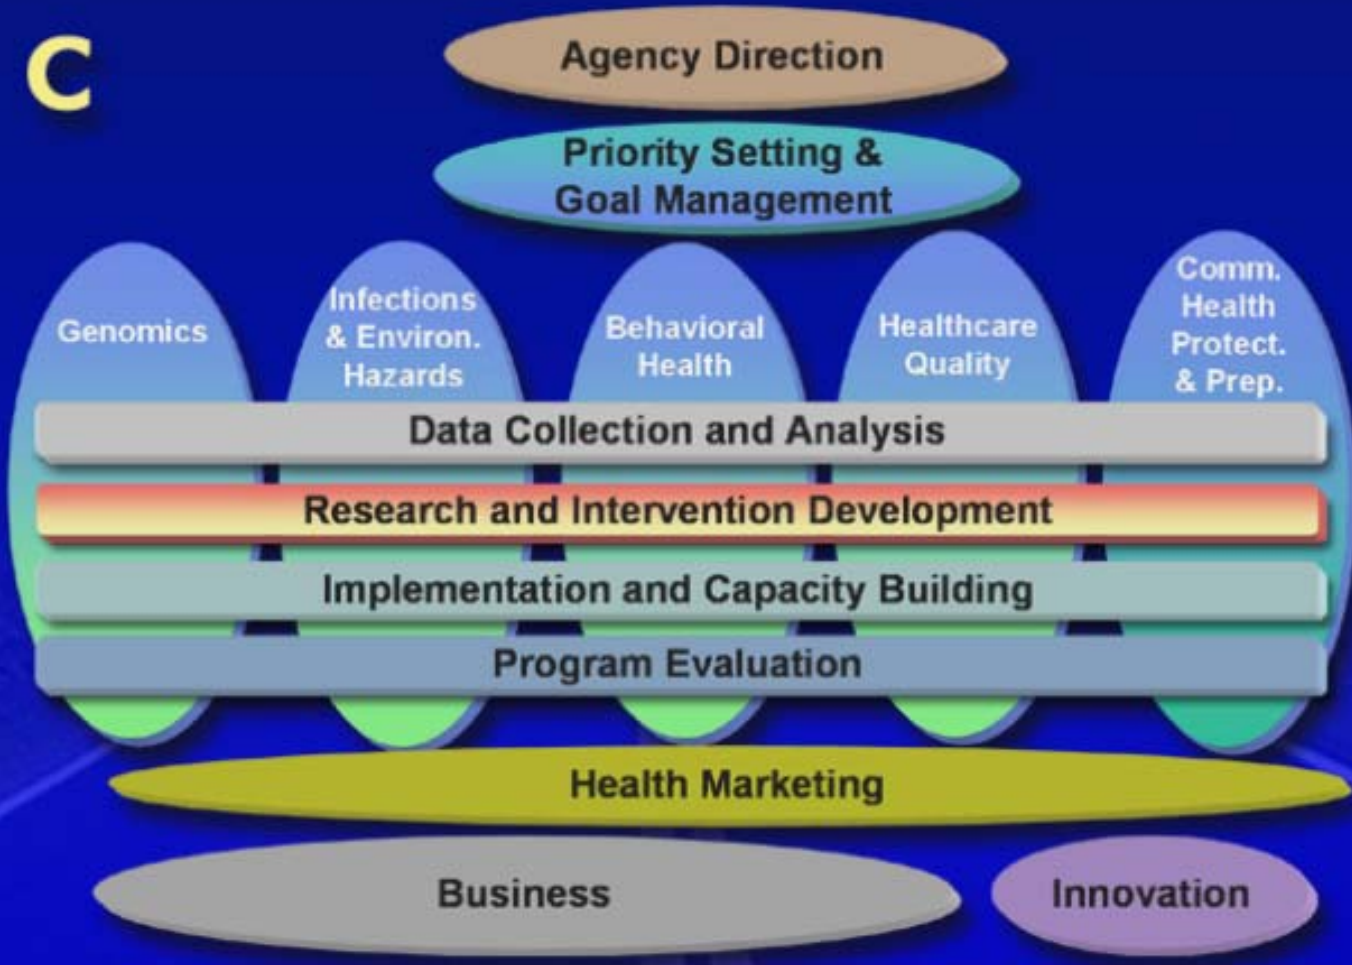 C
Agency Direction
Priority Setting &
Goal Management
Genomics
Infections
& Environ.
Hazards
Behavioral
Health
Healthcare
Quality
Comm.
Health
Protect.
& Prep.
Data Collection and Analysis
Research and Intervention Development
Implementation and Capacity Building
Program Evaluation
Health Marketing
Business
Innovation